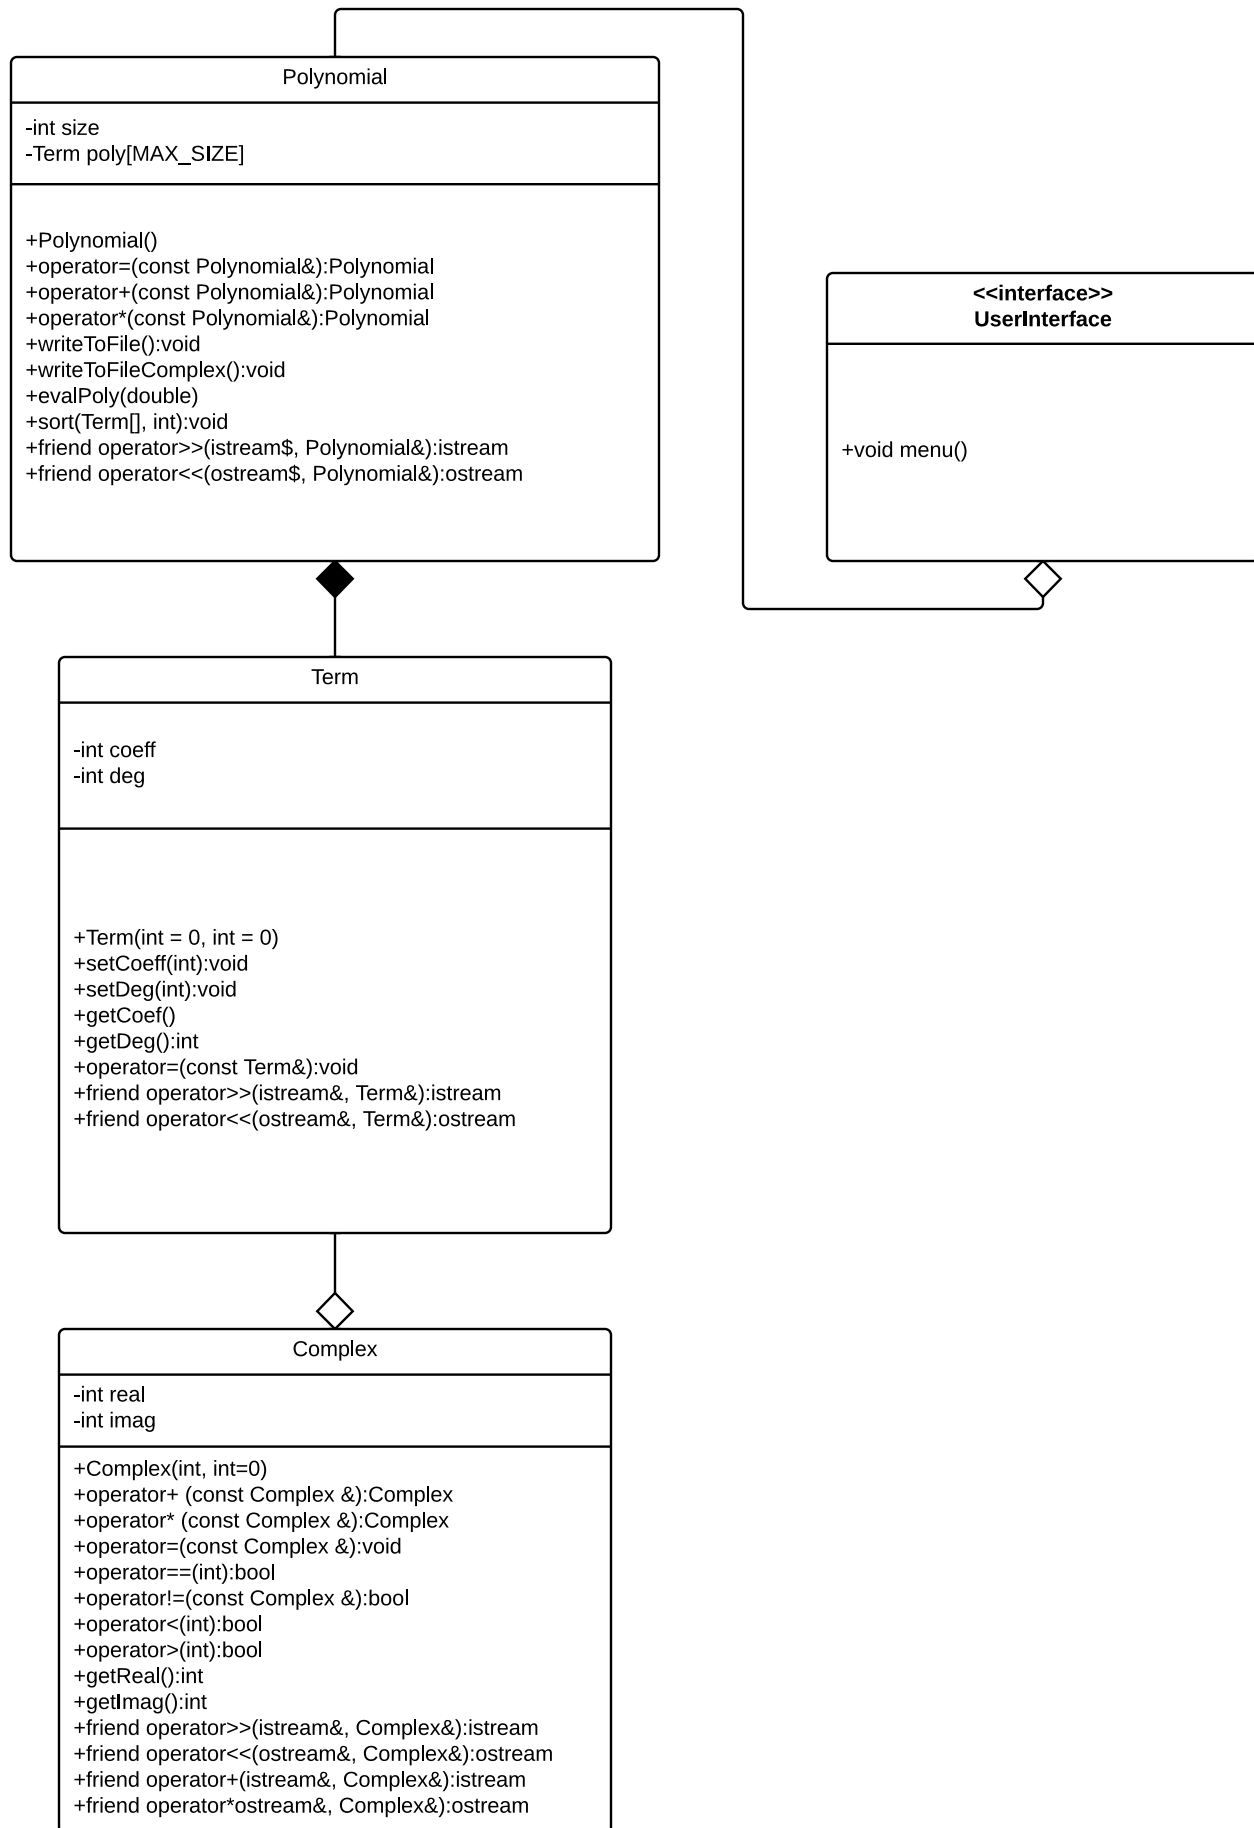 Polynomial
-int size
-Term poly[MAX_SIZE]
+Polynomial()
+operator=(const Polynomial&):Polynomial
+operator+(const Polynomial&):Polynomial
+operator*(const Polynomial&):Polynomial
+writeToFile():void
+writeToFileComplex():void
+evalPoly(double)
+sort(Term[], int):void
+friend operator>>(istream$, Polynomial&):istream
+friend operator<<(ostream$, Polynomial&):ostream
<<interface>>
UserInterface
+void menu()
Term
-int coeff
-int deg
+Term(int = 0, int = 0)
+setCoeff(int):void
+setDeg(int):void
+getCoef()
+getDeg():int
+operator=(const Term&):void
+friend operator>>(istream&, Term&):istream
+friend operator<<(ostream&, Term&):ostream
Complex
-int real
-int imag
+Complex(int, int=0)
+operator+ (const Complex &):Complex
+operator* (const Complex &):Complex
+operator=(const Complex &):void
+operator==(int):bool
+operator!=(const Complex &):bool
+operator<(int):bool
+operator>(int):bool
+getReal():int
+getImag():int
+friend operator>>(istream&, Complex&):istream
+friend operator<<(ostream&, Complex&):ostream
+friend operator+(istream&, Complex&):istream
+friend operator*ostream&, Complex&):ostream